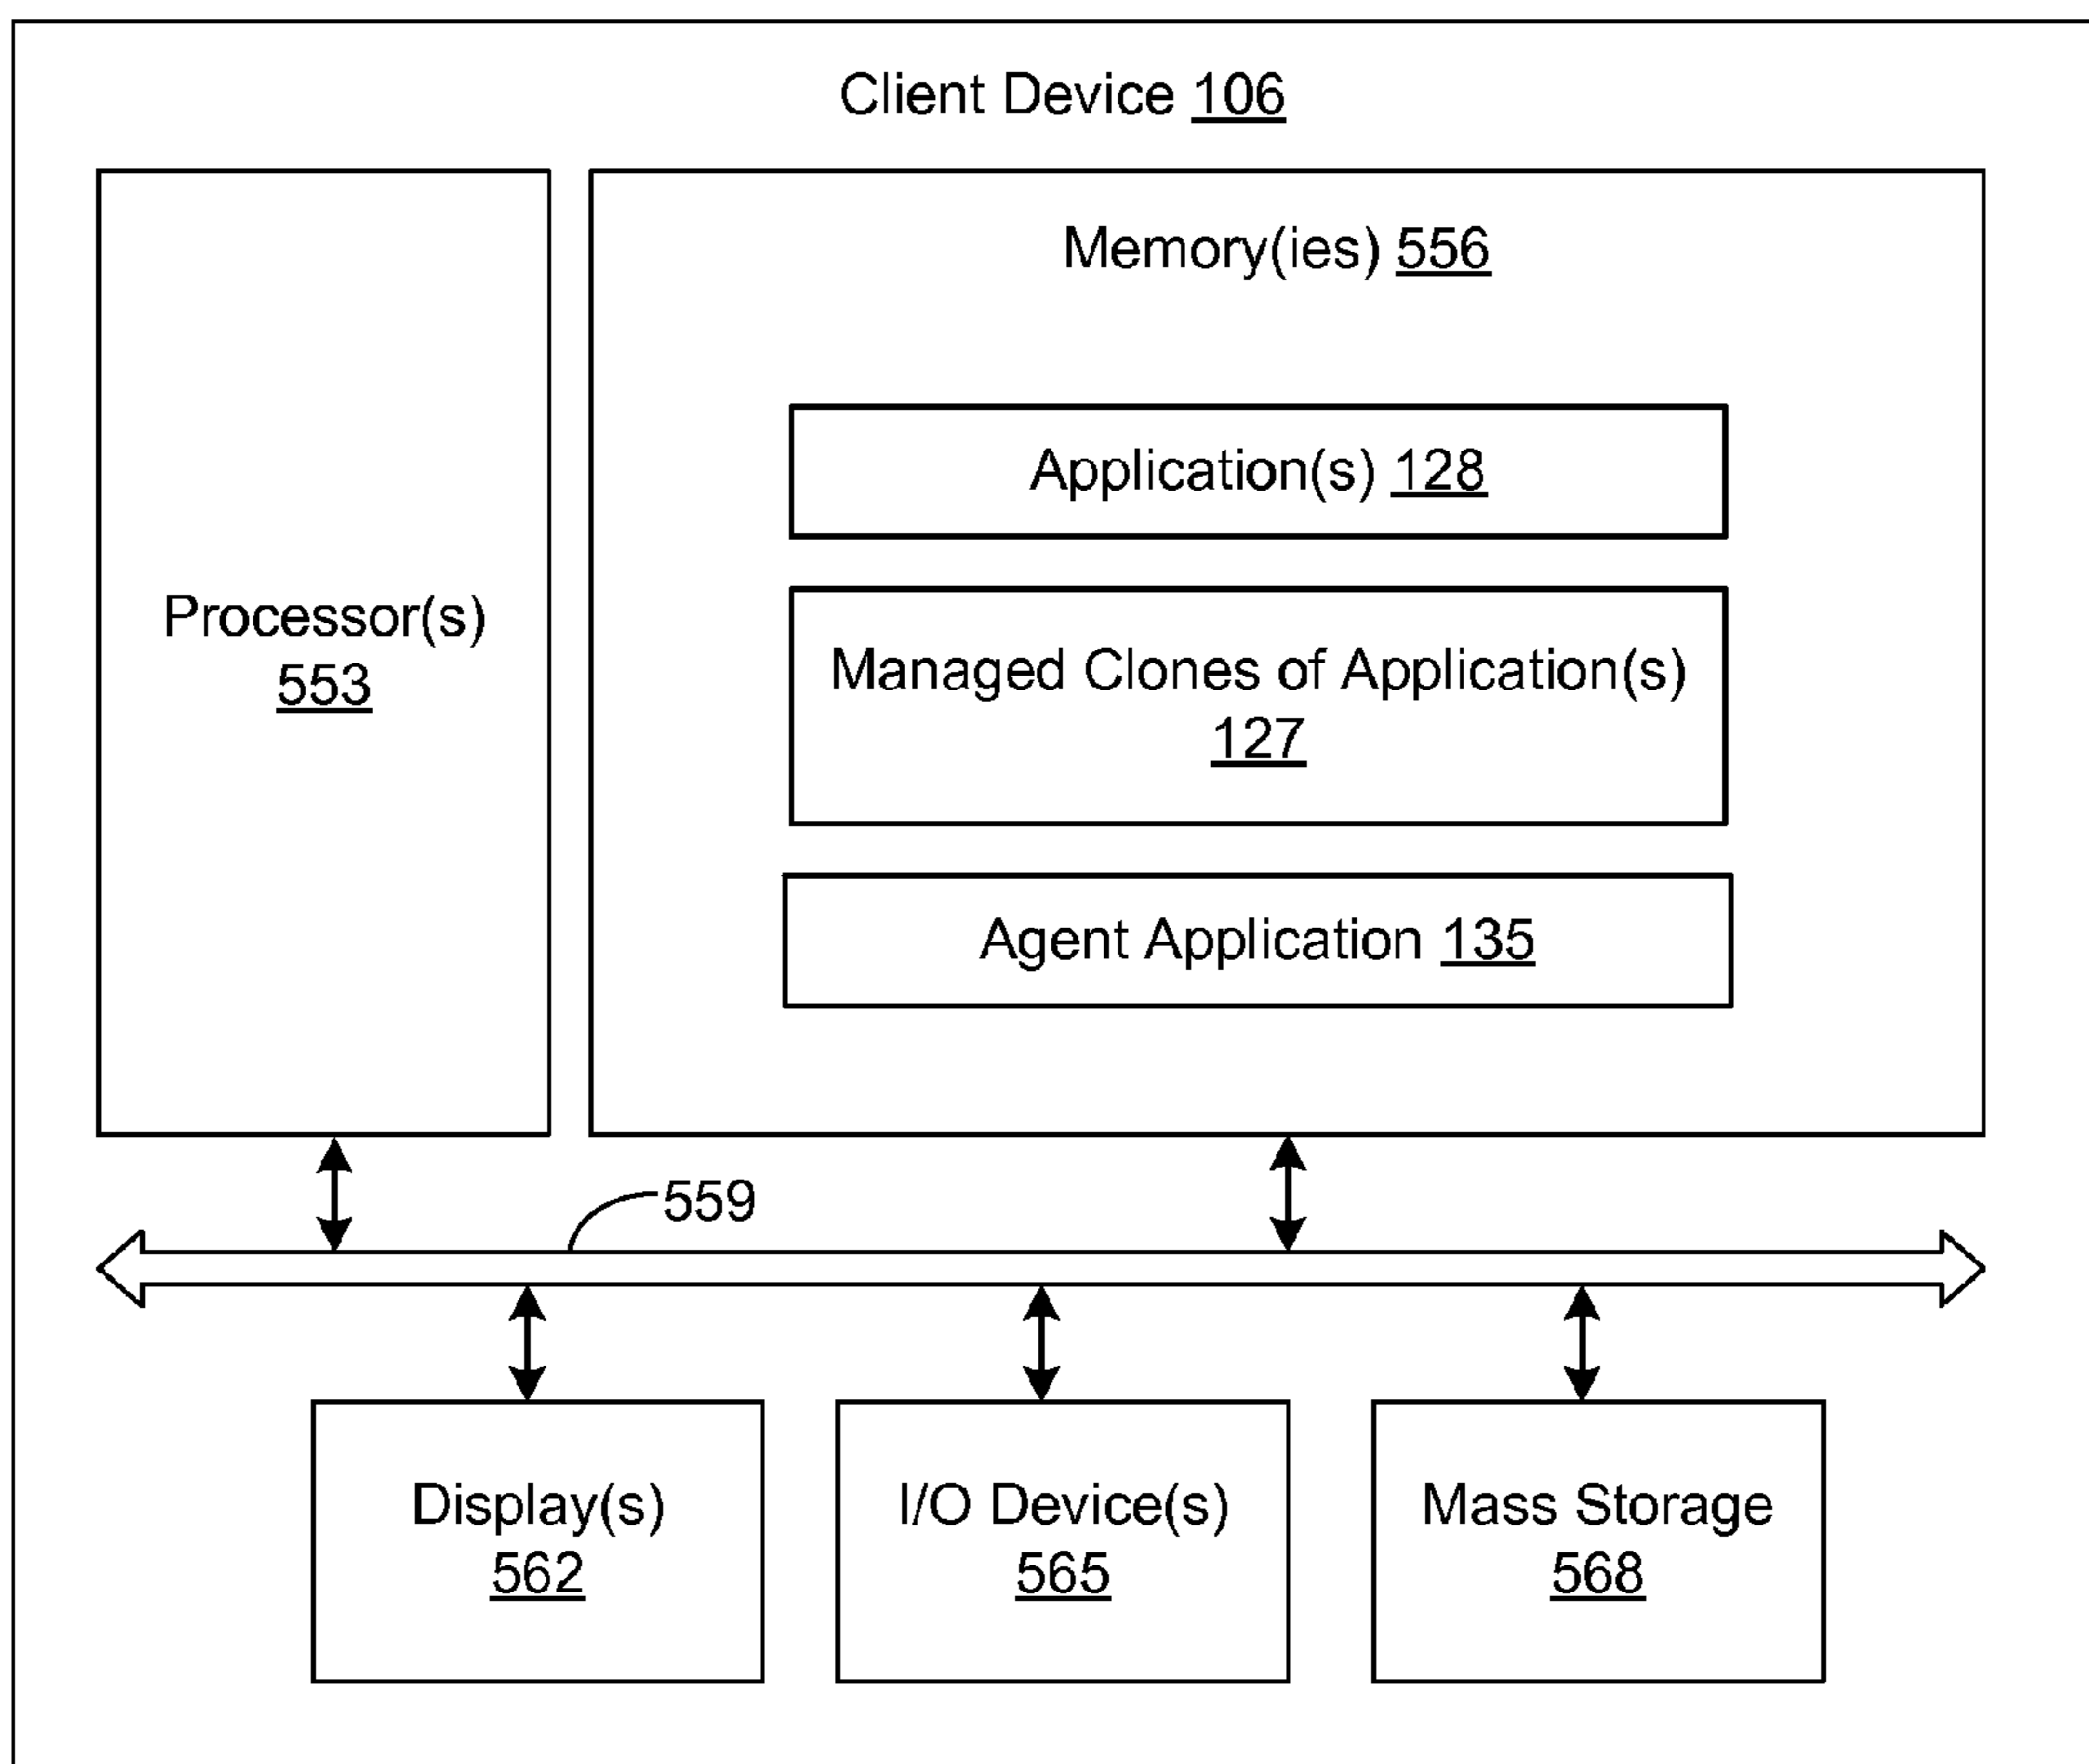 Client Device 106
Memory(ies) 556
Application(s) 128
Processor(s)
553
Managed Clones of Application(s)
127
Agent Application 135
559
Display(s)
562
I/O Device(s)
565
Mass Storage
568